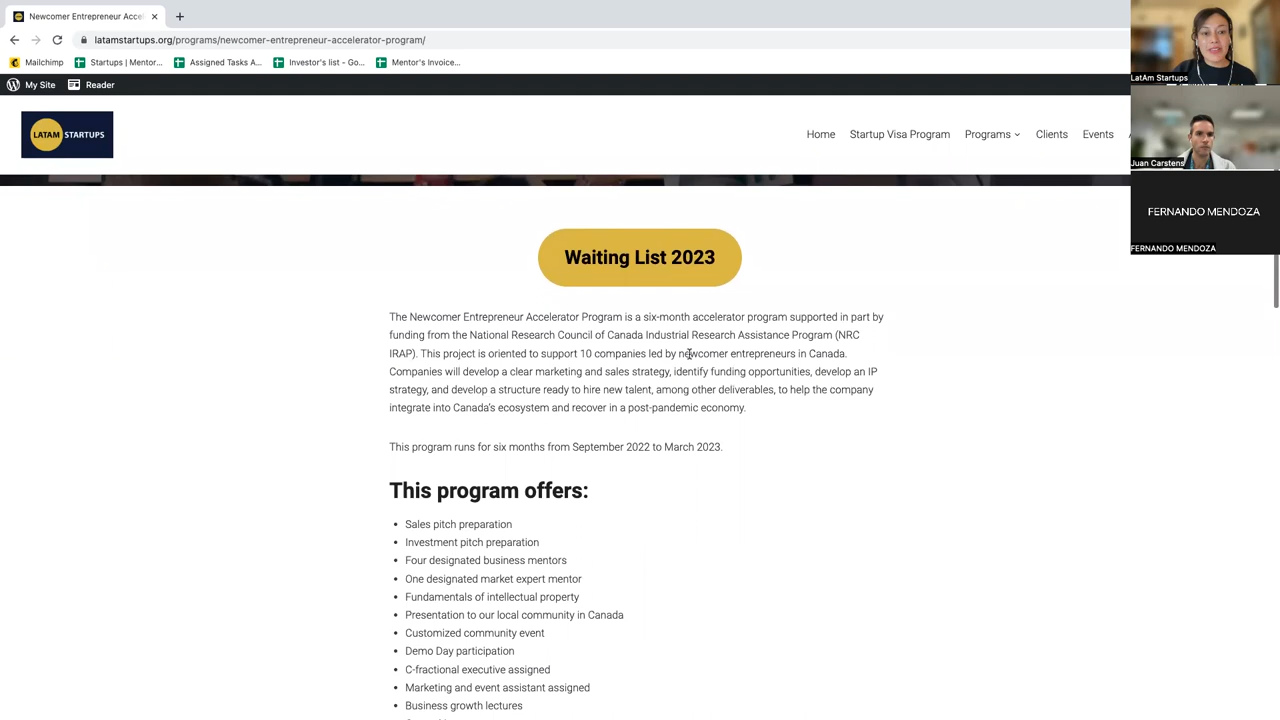 Newcomer Entrepreneur Acce
latamstartups.org/programs/newcomer-entrepreneur-accelerator-program/
Mailchimp
Startups | Mentor...
Assigned Tasks A...
Investor's list - Go...
Mentor's Invoice...
My Site
Reader
LATAM STARTUPS
Home
Startup Visa Program
Programs
Clients
Events
LatAm Startups
Juan Carstens
FERNANDO MENDOZA
FERNANDO MENDOZA
Waiting List 2023
The Newcomer Entrepreneur Accelerator Program is a six-month accelerator program supported in part by
funding from the National Research Council of Canada Industrial Research Assistance Program (NRC
IRAP). This project is oriented to support 10 companies led by newcomer entrepreneurs in Canada.
Companies will develop a clear marketing and sales strategy, identify funding opportunities, develop an IP
strategy, and develop a structure ready to hire new talent, among other deliverables, to help the company
integrate into Canada's ecosystem and recover in a post-pandemic economy.
This program runs for six months from September 2022 to March 2023.
This program offers:
• Sales pitch preparation
• Investment pitch preparation
• Four designated business mentors
• One designated market expert mentor
• Fundamentals of intellectual property
• Presentation to our local community in Canada
• Customized community event
• Demo Day participation
• C-fractional executive assigned
• Marketing and event assistant assigned
• Business growth lectures